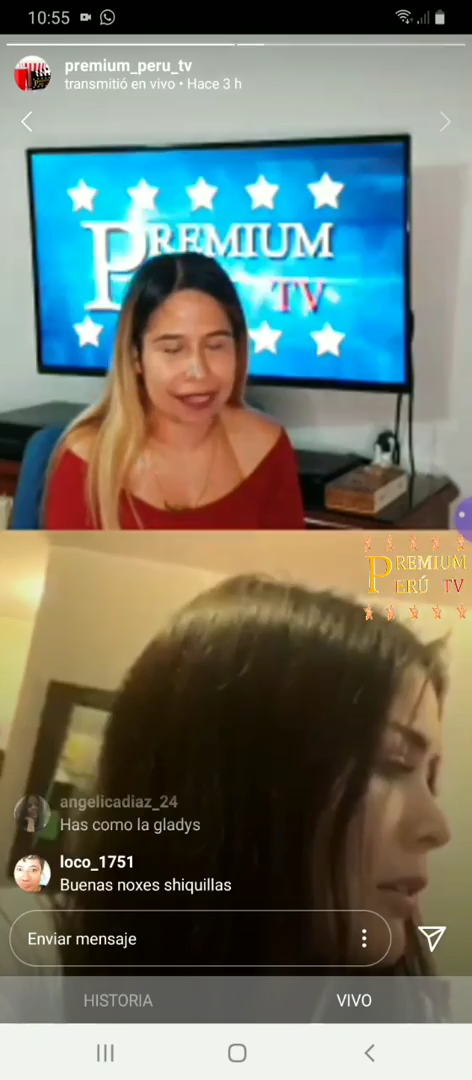 10:55
premium_peru_tv
transmitió en vivo • Hace 3 h
PREMIUM
TV
PREMIUM
PERÚ TV
angelicadiaz_24
Has como la gladys
loco_1751
Buenas noxes shiquillas
Enviar mensaje
HISTORIA
VIVO